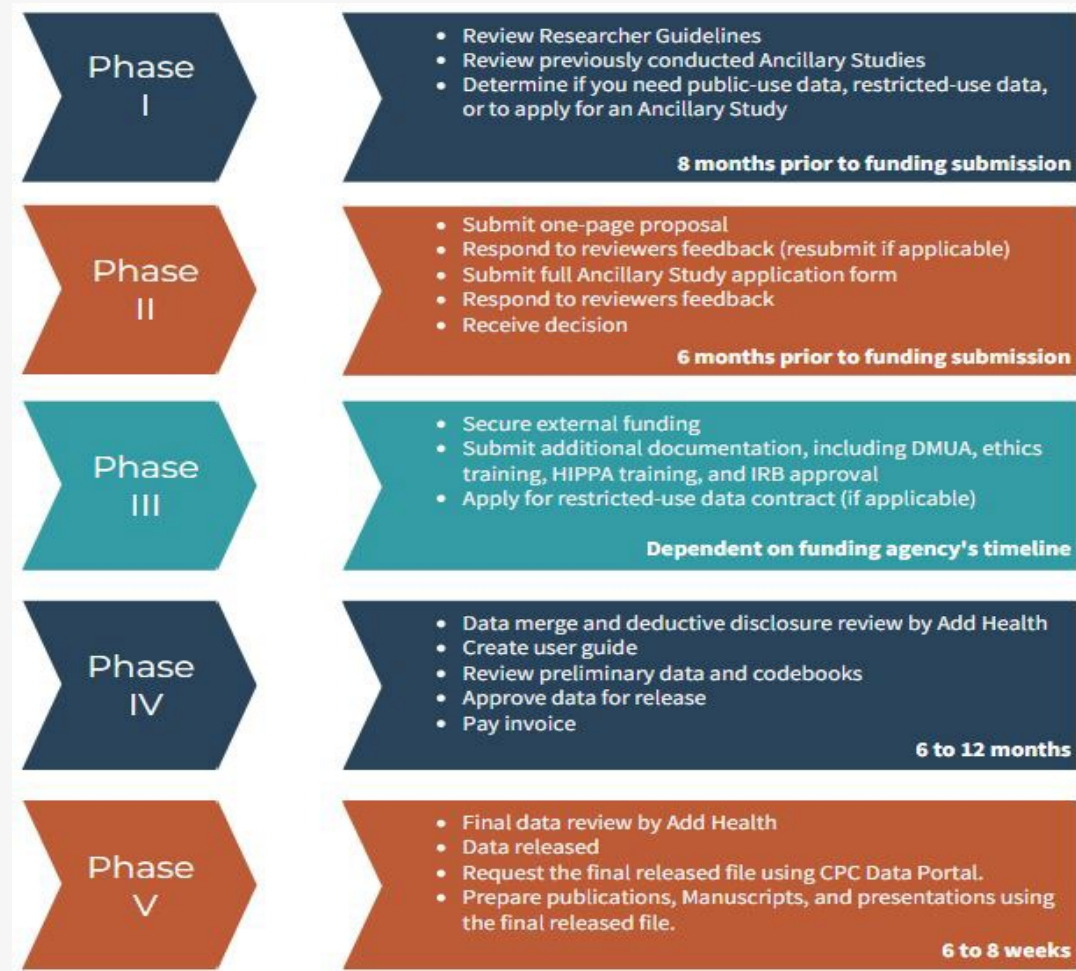 Phase
I
• Review Researcher Guidelines
• Review previously conducted Ancillary Studies
• Determine if you need public-use data, restricted-use data,
or to apply for an Ancillary Study
8 months prior to funding submission
Phase
II
• Submit one-page proposal
• Respond to reviewers feedback (resubmit if applicable)
• Submit full Ancillary Study application form
• Respond to reviewers feedback
• Receive decision
6 months prior to funding submission
Phase
III
• Secure external funding
• Submit additional documentation, including DMUA, ethics
training, HIPPA training, and IRB approval
• Apply for restricted-use data contract (if applicable)
Dependent on funding agency's timeline
Phase
IV
• Data merge and deductive disclosure review by Add Health
• Create user guide
• Review preliminary data and codebooks
• Approve data for release
• Pay invoice
6 to 12 months
Phase
V
• Final data review by Add Health
• Data released
• Request the final released file using CPC Data Portal.
• Prepare publications, Manuscripts, and presentations using
the final released file.
6 to 8 weeks